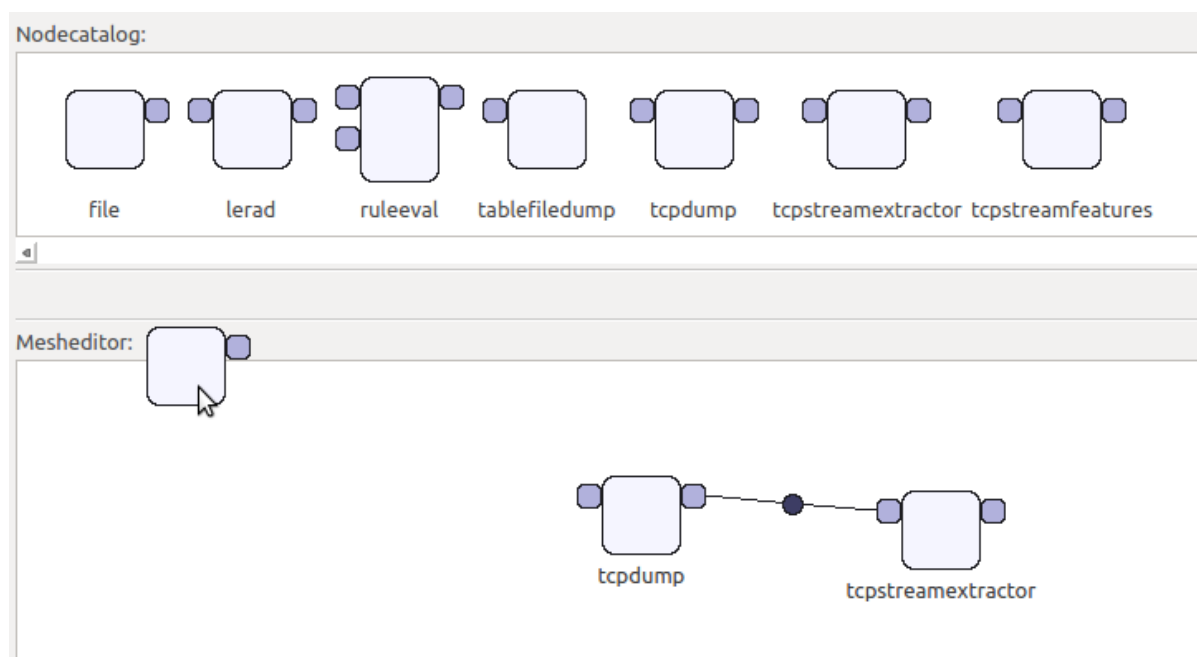 Nodecatalog:
file lerad ruleeval tablefiledump tcpdump tcpstreamextractor tcpstreamfeatures
Mesheditor:
tcpdump
tcpstreamextractor